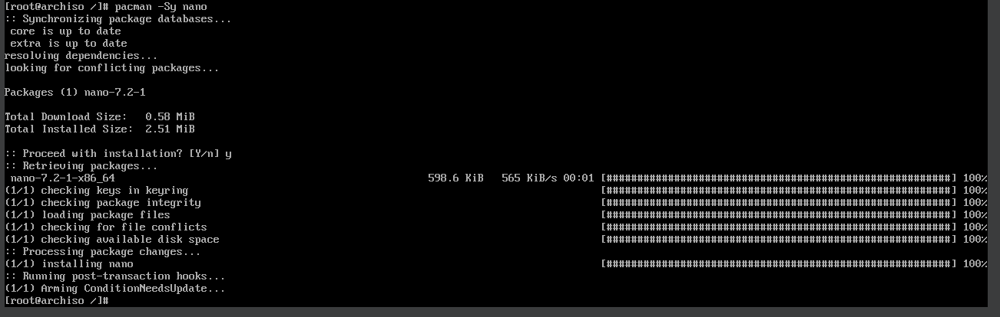 [root@archiso /]# pacman -Sy nano
:: Synchronizing package databases...
 core is up to date
 extra is up to date
resolving dependencies...
looking for conflicting packages...

Packages (1) nano-7.2-1

Total Download Size:   0.58 MiB
Total Installed Size:  2.51 MiB

:: Proceed with installation? [Y/n] y
:: Retrieving packages...
 nano-7.2-1-x86_64   598.6 KiB   565 KiB/s 00:01 [########################################################] 100%
(1/1) checking keys in keyring   [########################################################] 100%
(1/1) checking package integrity   [########################################################] 100%
(1/1) loading package files   [########################################################] 100%
(1/1) checking for file conflicts   [########################################################] 100%
(1/1) checking available disk space   [########################################################] 100%
:: Processing package changes...
(1/1) installing nano   [########################################################] 100%
:: Running post-transaction hooks...
(1/1) Arming ConditionNeedsUpdate...
[root@archiso /]#